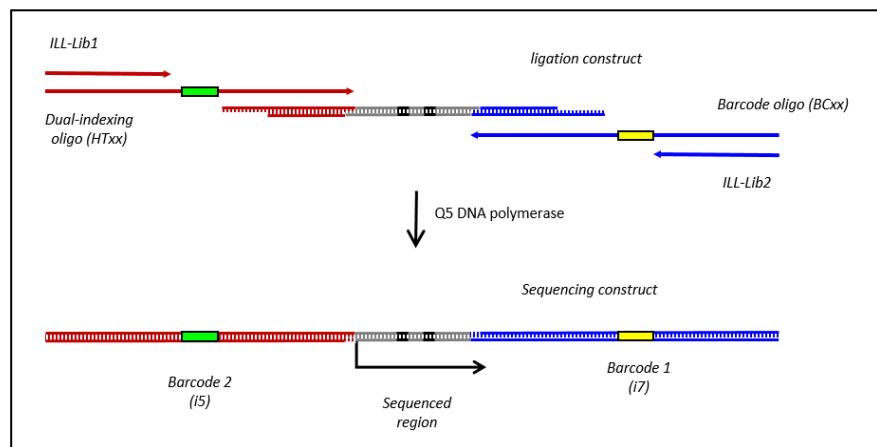 ILL-Lib1
ligation construct
Dual-indexing
oligo (HTxx)
Barcode oligo (BCxx)
ILL-Lib2
Q5 DNA polymerase
Sequencing construct
Barcode 2
(i5)
Sequenced
region
Barcode 1
(i7)